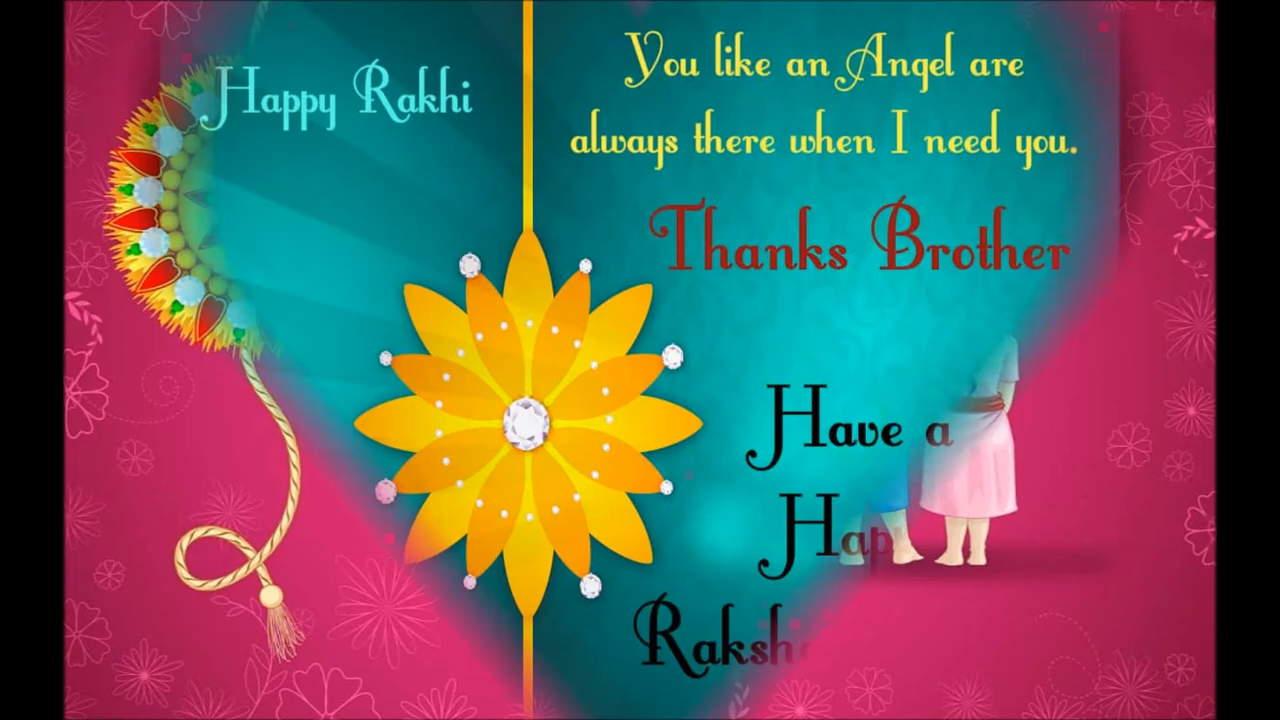 Happy Rakhi
You like an Angel are
always there when I need you.
Thanks Brother
Have a